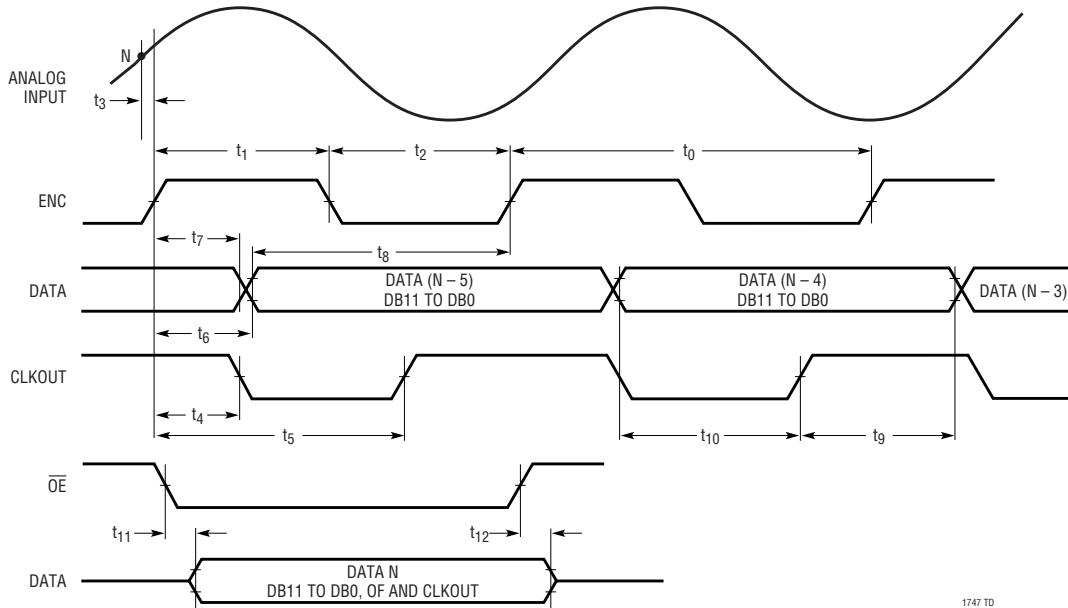 N
ANALOG
INPUT
t3
t1
t2
t0
ENC
t7
t8
DATA
DATA (N – 5)
DB11 TO DB0
DATA (N – 4)
DB11 TO DB0
DATA (N – 3)
t6
CLKOUT
t4
t5
t10
t9
OE
t11
t12
DATA
DATA N
DB11 TO DB0, OF AND CLKOUT
1747 TD